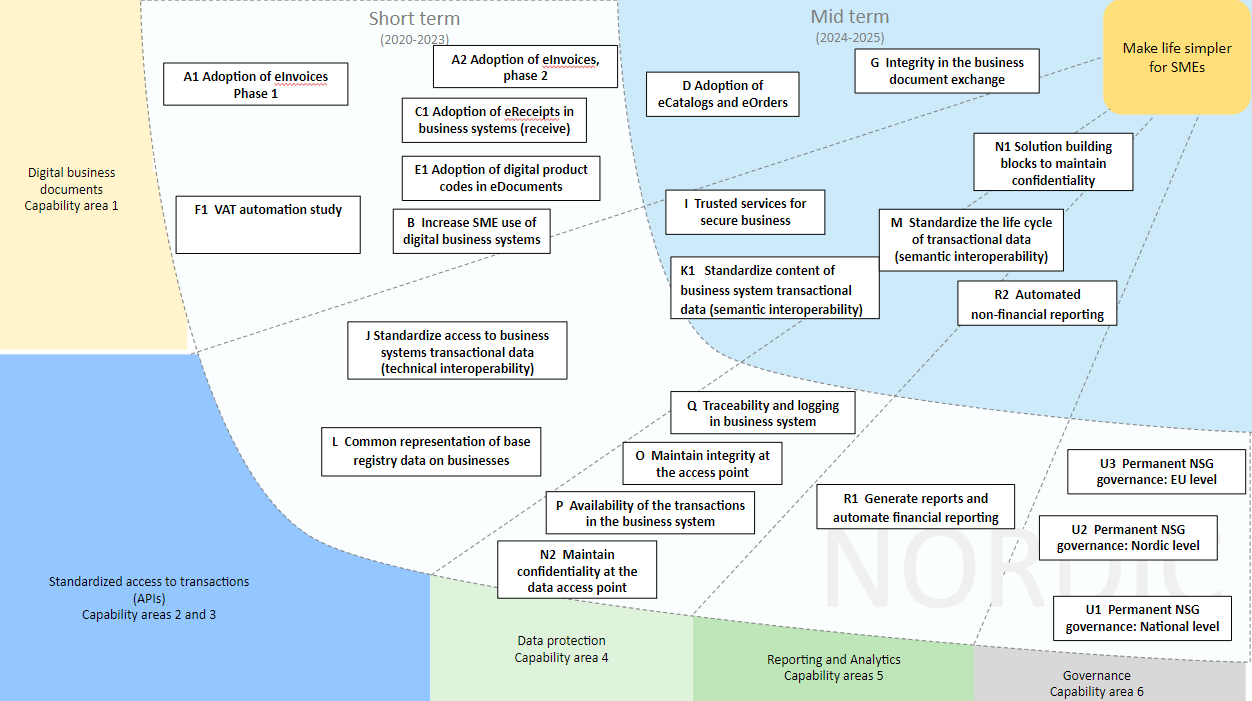 Short term
(2020-2023)
Mid term
(2024-2025)
Make life simpler
for SMEs
A1 Adoption of eInvoices
Phase 1
A2 Adoption of eInvoices,
phase 2
C1 Adoption of eReceipts in
business systems (receive)
D Adoption of
eCatalogs and eOrders
G Integrity in the business
document exchange
N1 Solution building
blocks to maintain
confidentiality
Digital business
documents
Capability area 1
E1 Adoption of digital product
codes in eDocuments
F1 VAT automation study
B Increase SME use of
digital business systems
I Trusted services for
secure business
M Standardize the life cycle
of transactional data
(semantic interoperability)
K1 Standardize content of
business system transactional
data (semantic interoperability)
R2 Automated
non-financial reporting
J Standardize access to business
systems transactional data
(technical interoperability)
Q Traceability and logging
in business system
L Common representation of base
registry data on businesses
O Maintain integrity at
the access point
U3 Permanent NSG
governance: EU level
P Availability of the transactions
in the business system
R1 Generate reports and
automate financial reporting
U2 Permanent NSG
governance: Nordic level
NORDIC
N2 Maintain
confidentiality at the
data access point
U1 Permanent NSG
governance: National level
Standardized access to transactions
(APIs)
Capability areas 2 and 3
Data protection
Capability area 4
Reporting and Analytics
Capability areas 5
Governance
Capability area 6